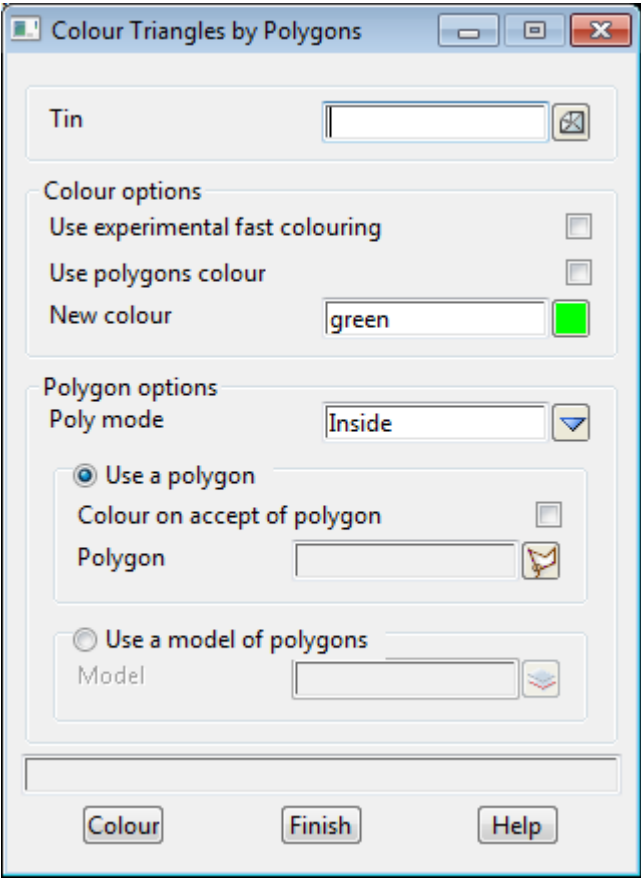 Colour Triangles by Polygons
Tin
Colour options
Use experimental fast colouring
Use polygons colour
New colour green
Polygon options
Poly mode Inside
Use a polygon
Colour on accept of polygon
Polygon
Use a model of polygons
Model
Colour Finish Help